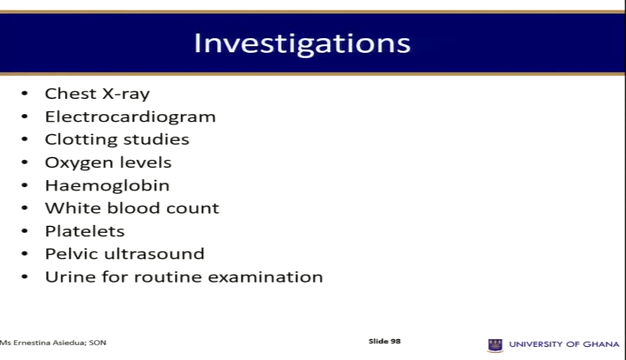 Investigations
• Chest X-ray
• Electrocardiogram
• Clotting studies
• Oxygen levels
• Haemoglobin
• White blood count
• Platelets
• Pelvic ultrasound
• Urine for routine examination
Ms Ernestina Asiedua; SON
Slide 98
UNIVERSITY OF GHANA